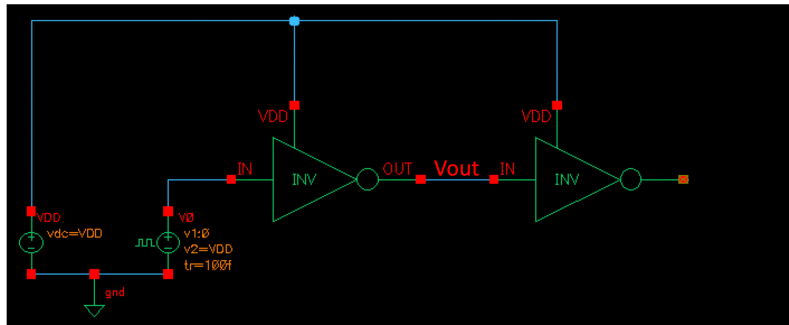 VDD VDD
IN INV OUT Vout IN INV
VDD V0
vdc=VDD v1:0
v2=VDD
tr=100f
gnd